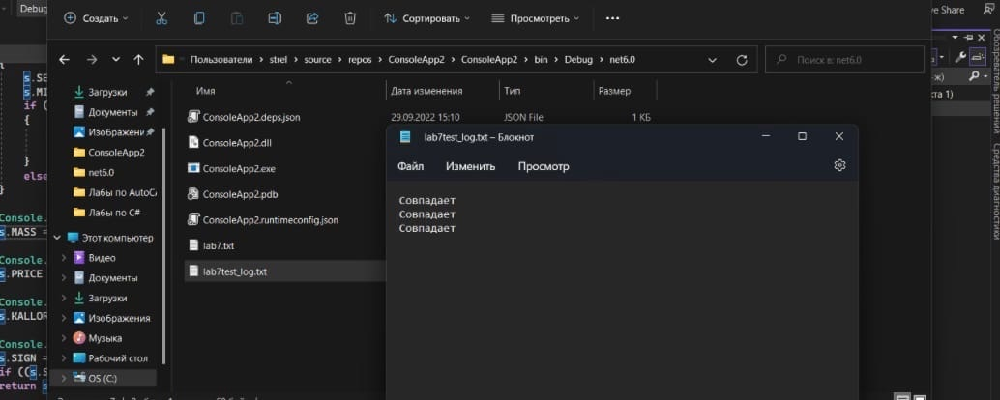 Debug
Создать
Сортировать
Просмотреть
ve Share
Пользователи › strel › source › repos › ConsoleApp2 › ConsoleApp2 › bin › Debug › net6.0
Поиск в: net6.0
Имя Дата изменения Тип Размер
Загрузки
Документы
Изображени
ConsoleApp2
net6.0
Лабы по AutoCA
Лабы по C#
Этот компьютер
Видео
Документы
Загрузки
Изображения
Музыка
Рабочий стол
OS (C:)
ConsoleApp2.deps.json 29.09.2022 15:10 JSON File 1 КБ
ConsoleApp2.dll
ConsoleApp2.exe
ConsoleApp2.pdb
ConsoleApp2.runtimeconfig.json
lab7.txt
lab7test_log.txt
lab7test_log.txt – Блокнот
Файл Изменить Просмотр
Совпадает
Совпадает
Совпадает
s.SE
s.MI
if (
{
}
else
}
Console.
s.MASS =
Console.
s.PRICE
Console.
s.KALLOR
Console.
s.SIGN =
if ((s.S
return s
-ж)
кта 1)
Обозреватель решений
Средства диагностики